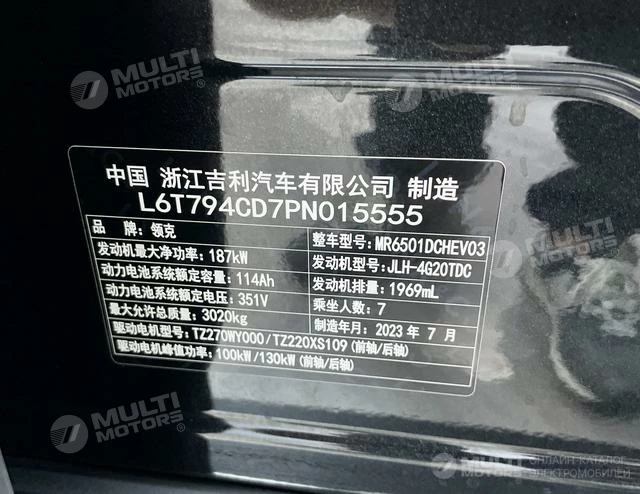 MULTI MOTORS®
MULTI MOTORS®
中国 浙江吉利汽车有限公司 制造
L6T794CD7PN015555
品 牌：领克 整车型号：MR6501DCHEV03
发动机最大净功率：187kW 发动机型号：JLH-4G20TDC
动力电池系统额定容量：114Ah 发动机排量：1969mL
动力电池系统额定电压：351V 乘坐人数：7
最大允许总质量：3020kg 制造年月：2023 年 7 月
驱动电机型号：TZ270WY000/TZ220XS109（前轴/后轴）
驱动电机峰值功率：100kW/130kW（前轴/后轴）
MULTI MOTORS®
MULTI MOTORS®
ОНЛАЙН-КАТАЛОГ
ЭЛЕКТРОМОБИЛЕЙ